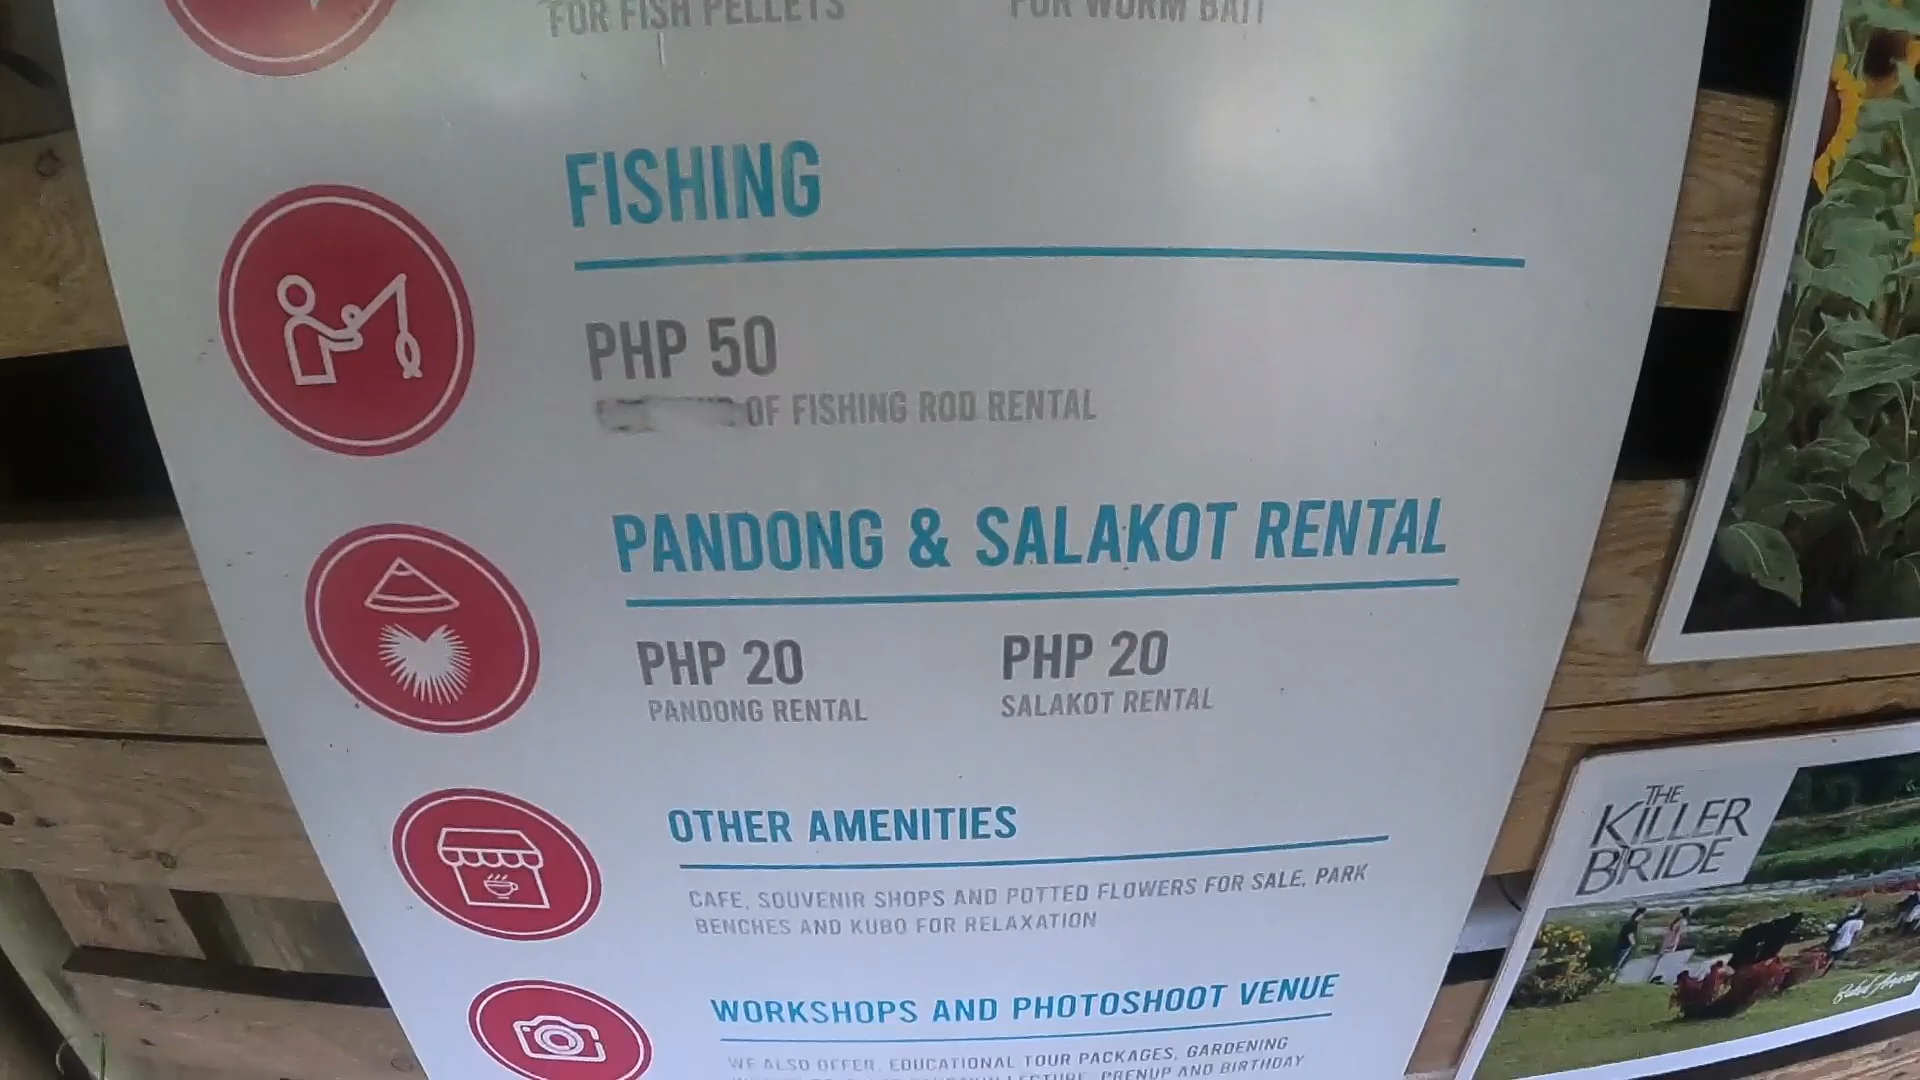 FOR FISH PELLETS
FOR WORM BAIT
FISHING
PHP 50
OF FISHING ROD RENTAL
PANDONG & SALAKOT RENTAL
PHP 20
PANDONG RENTAL
PHP 20
SALAKOT RENTAL
OTHER AMENITIES
CAFE, SOUVENIR SHOPS AND POTTED FLOWERS FOR SALE, PARK
BENCHES AND KUBO FOR RELAXATION
WORKSHOPS AND PHOTOSHOOT VENUE
WE ALSO OFFER, EDUCATIONAL TOUR PACKAGES, GARDENING
LECTURE, PRENUP AND BIRTHDAY
THE
KILLER
BRIDE